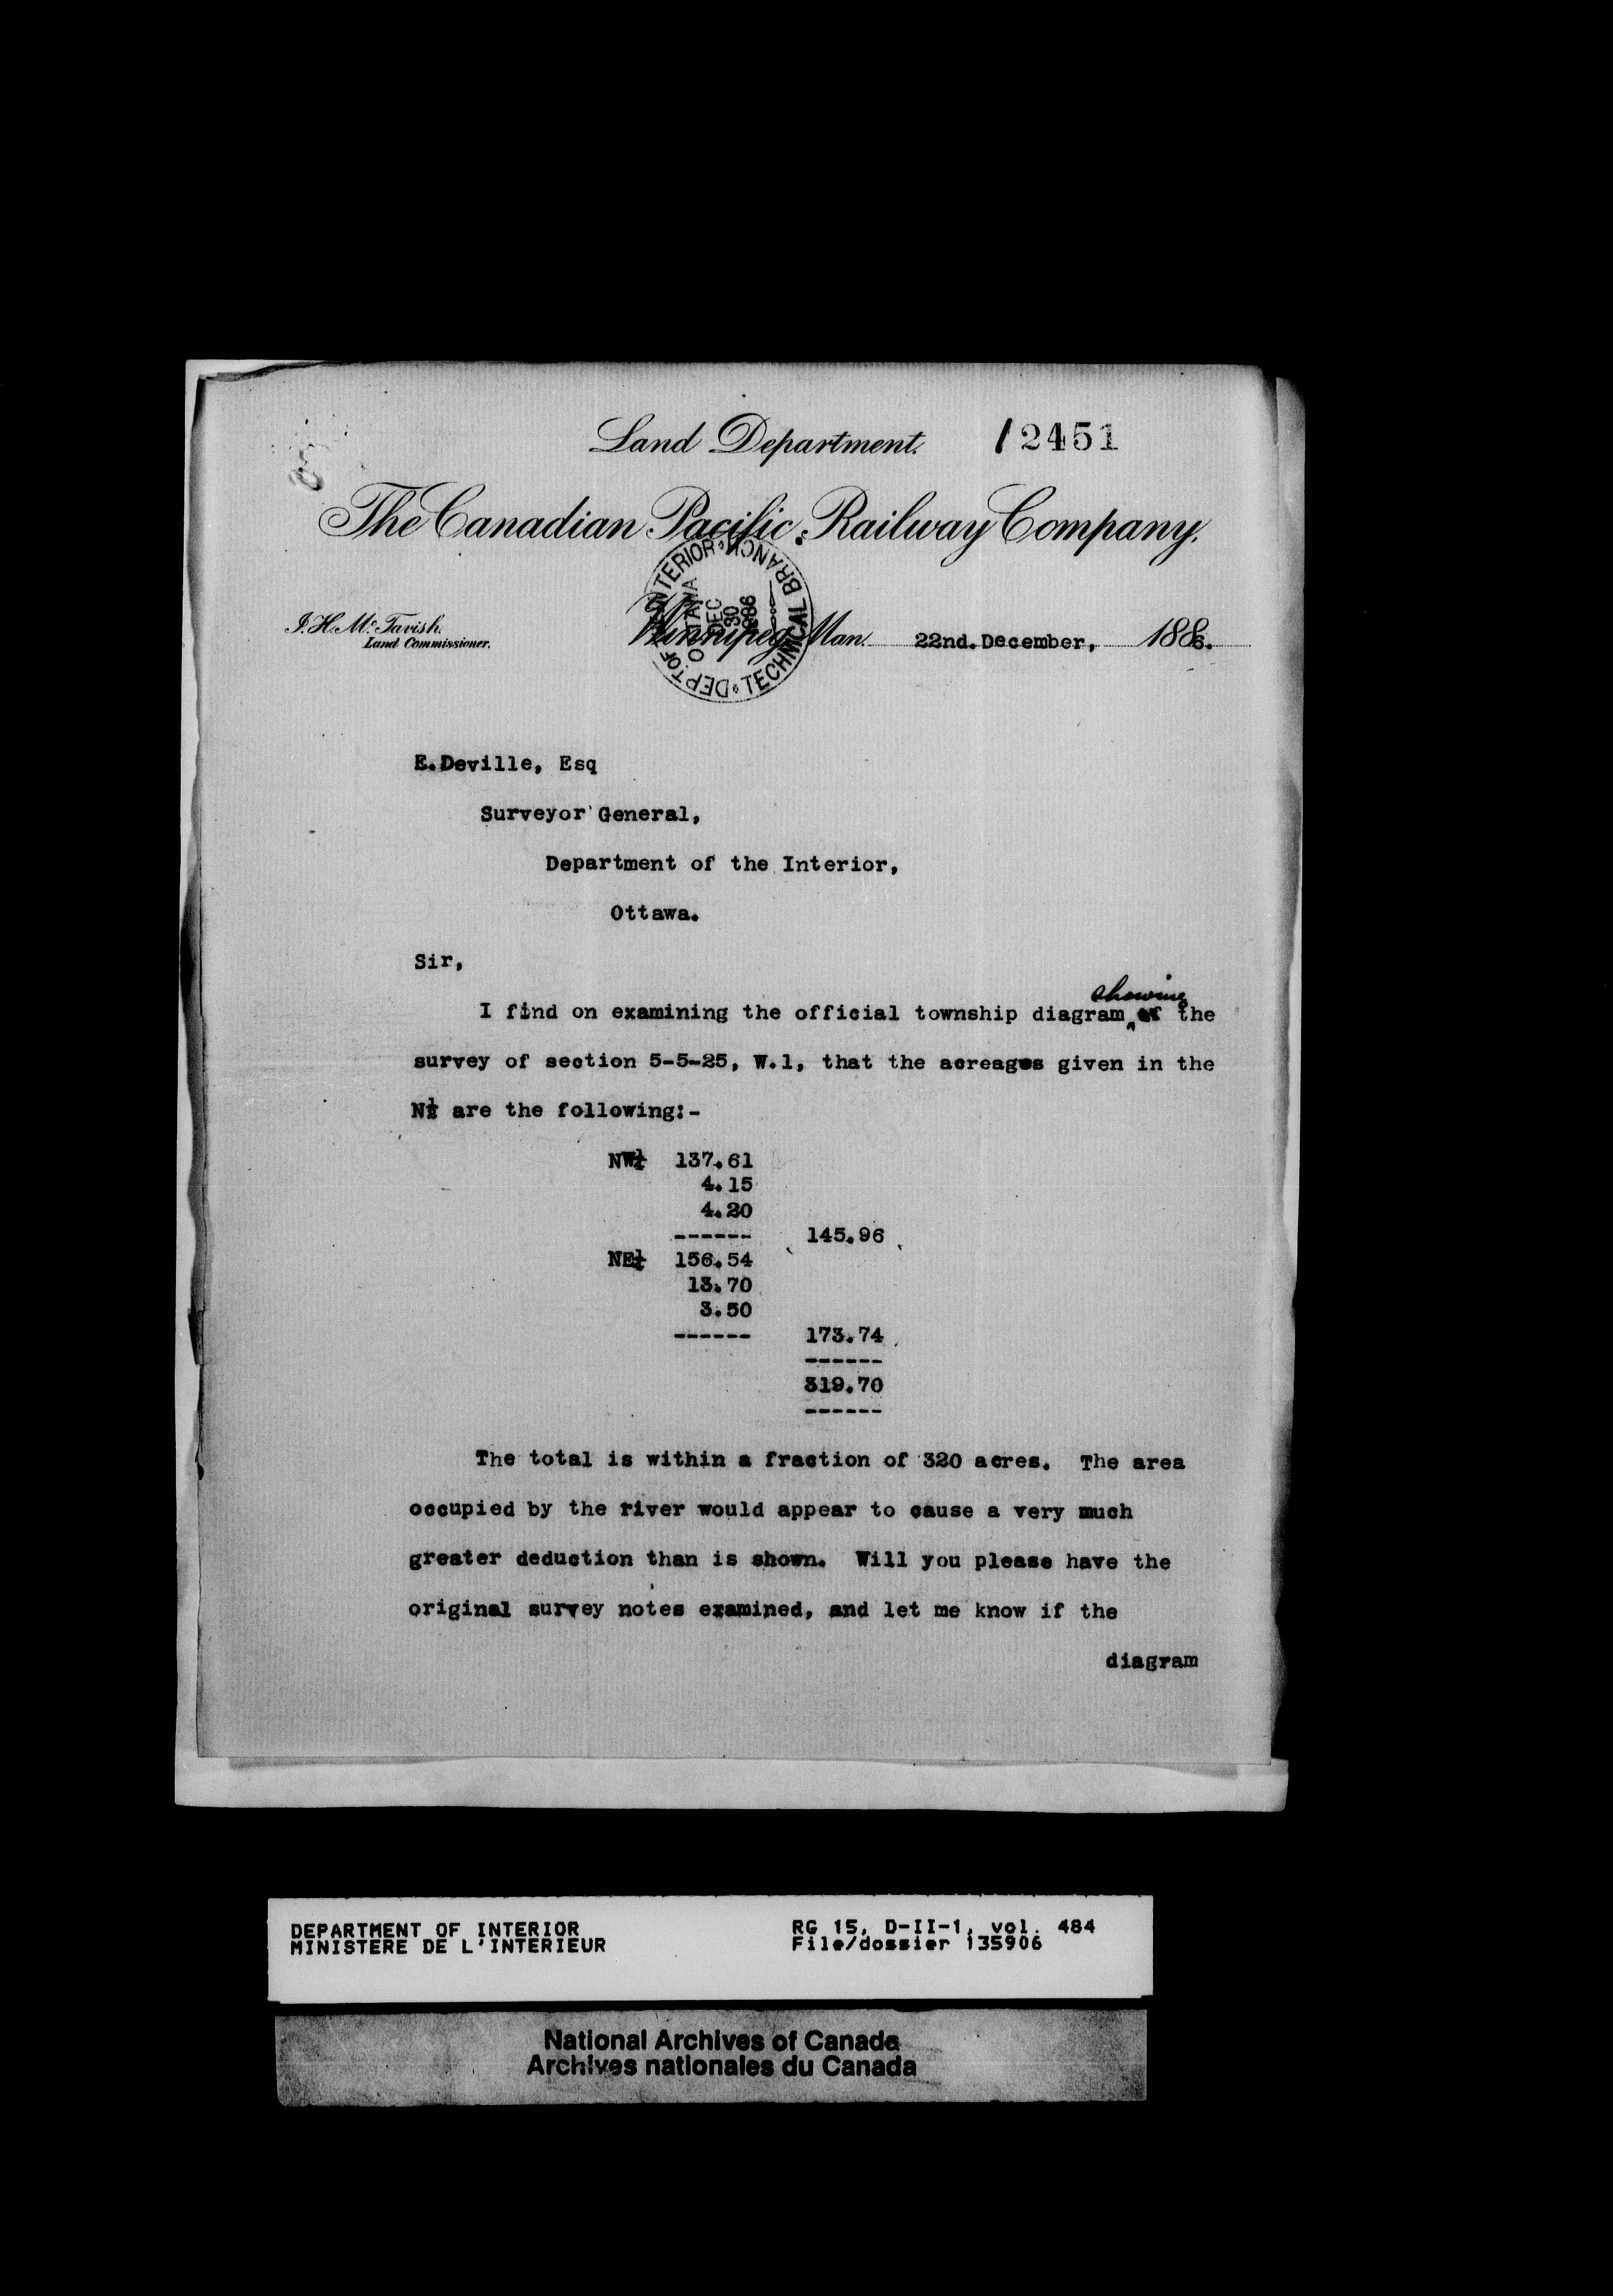 Land Department. 12451
The Canadian Pacific Railway Company.
DEPT OF INTERIOR TECHNICAL BRANCH
OTTAWA
DEC
30
1886
J.H. McTavish.
Land Commissioner.
Winnipeg Man. 22nd. December, 1886.
E.Deville, Esq
Surveyor General,
Department of the Interior,
Ottawa.
Sir,
showing
I find on examining the official township diagram of the
survey of section 5-5-25, W.1, that the acreages given in the
N½ are the following:-
NW¼ 137.61
4.15
4.20
------ 145.96
NE¼ 156.54
13.70
3.50
------ 173.74
------
319.70
------
The total is within a fraction of 320 acres. The area
occupied by the river would appear to cause a very much
greater deduction than is shown. Will you please have the
original survey notes examined, and let me know if the
diagram
DEPARTMENT OF INTERIOR RG 15, D-II-1, vol. 484
MINISTERE DE L'INTERIEUR File/dossier 135906
National Archives of Canada
Archives nationales du Canada